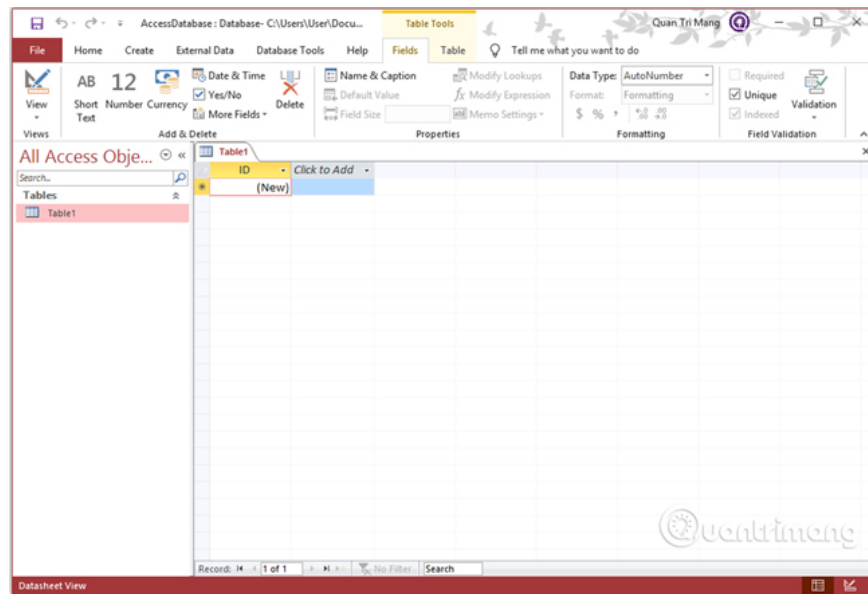 AccessDatabase : Database- C:\Users\User\Docu... Table Tools Quan Tri Mang
File Home Create External Data Database Tools Help Fields Table Tell me what you want to do
View
Views
AB Short Text
12 Number
Currency
Date & Time
Yes/No
More Fields
Delete
Add & Delete
Name & Caption
Default Value
Field Size
Modify Lookups
fx Modify Expression
ab Memo Settings
Properties
Data Type: AutoNumber
Format: Formatting
$ %
Formatting
Required
Unique
Indexed
Validation
Field Validation
All Access Obje... «
Search...
Tables
Table1
Table1
ID Click to Add
(New)
Quantrimang
Record: 1 of 1 No Filter Search
Datasheet View